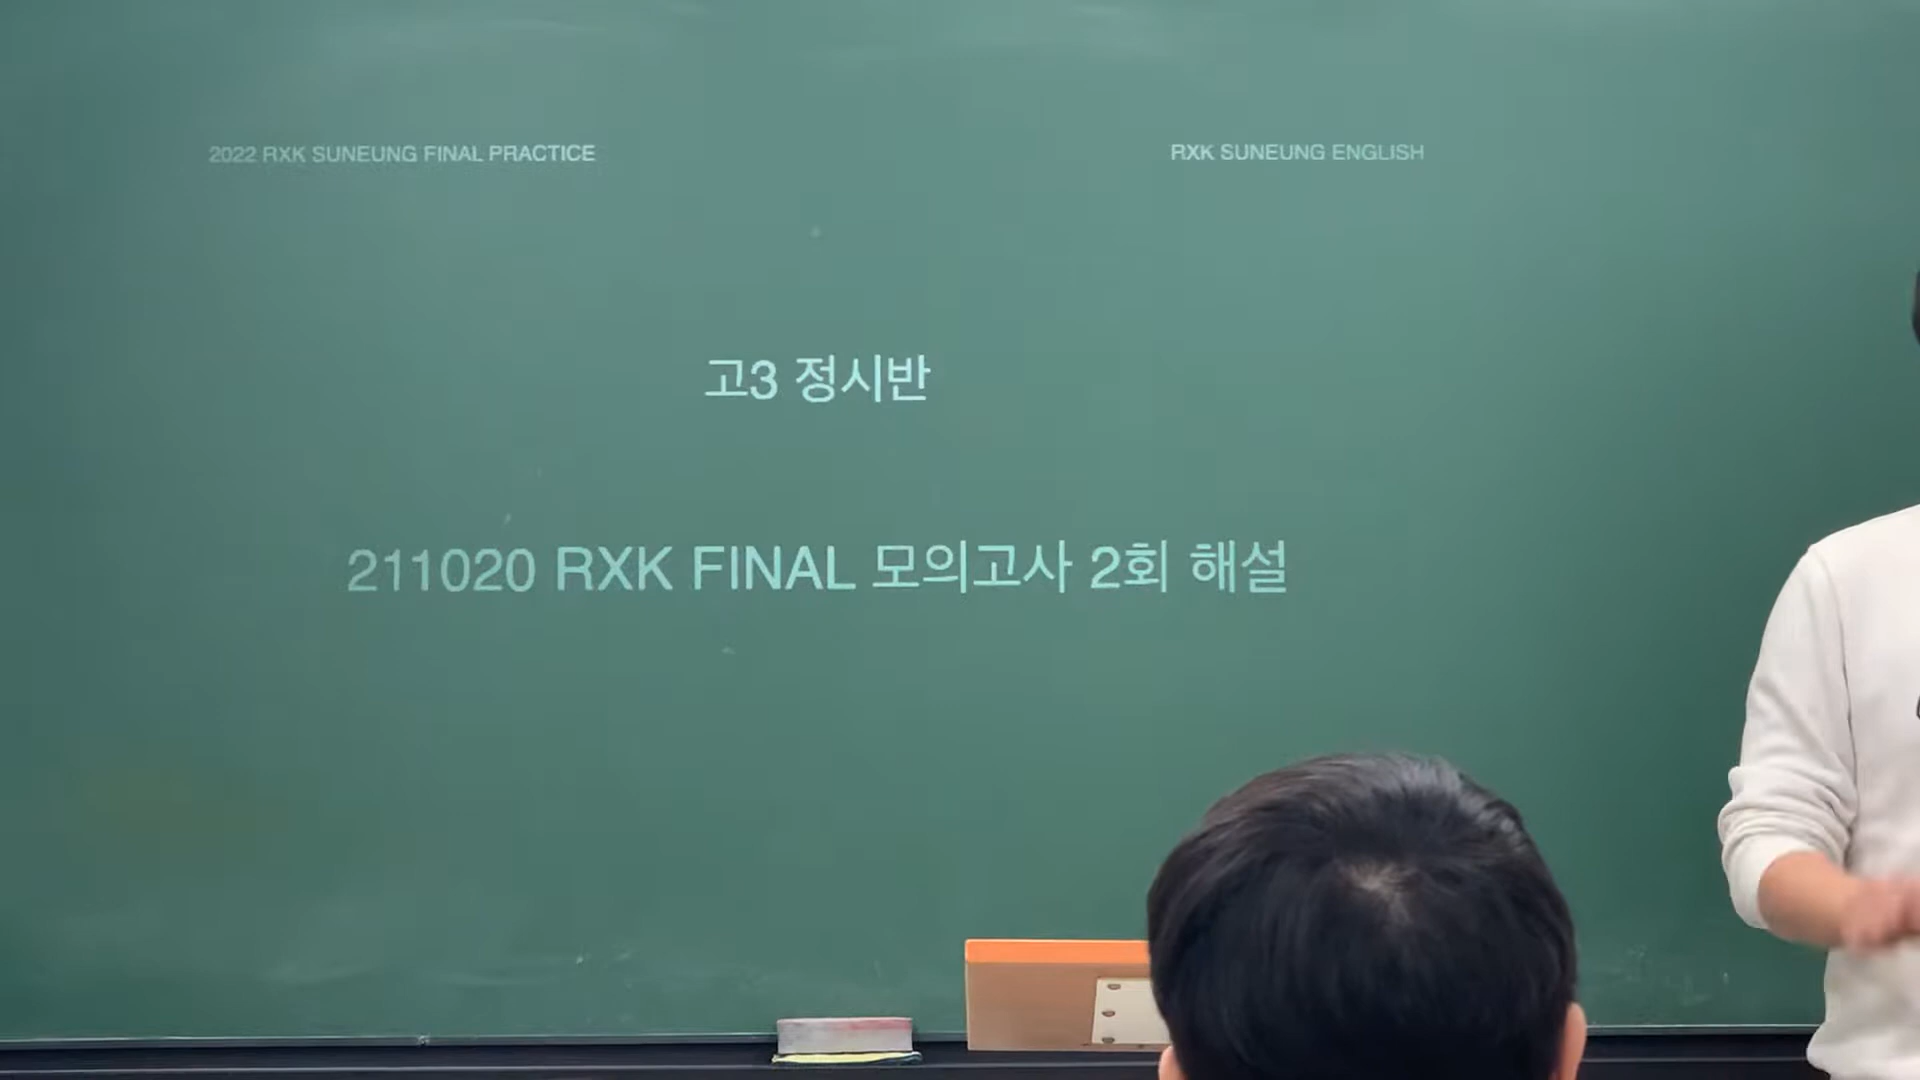 2022 RXK SUNEUNG FINAL PRACTICE
RXK SUNEUNG ENGLISH
고3 정시반
211020 RXK FINAL 모의고사 2회 해설